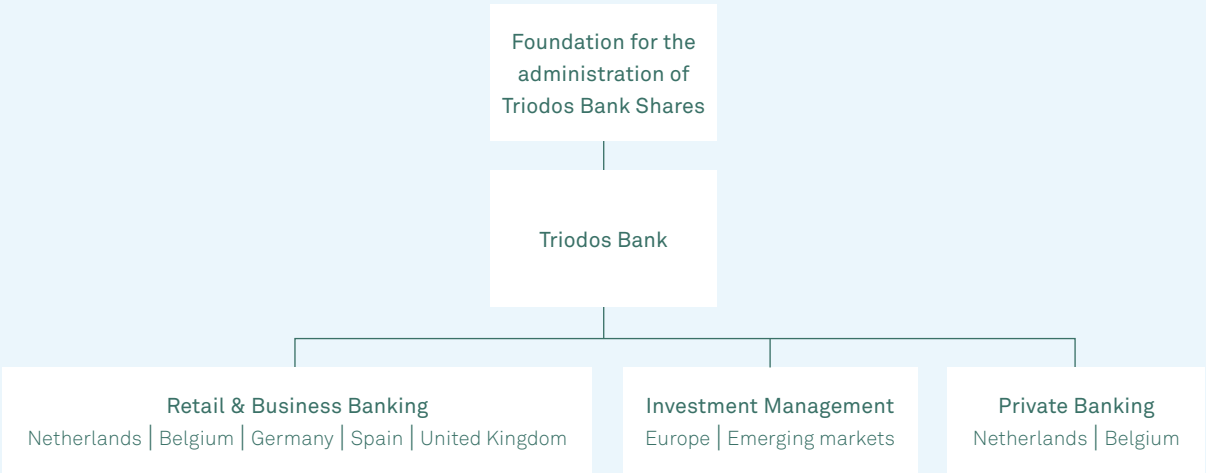 Foundation for the
administration of
Triodos Bank Shares
Triodos Bank
Retail & Business Banking
Netherlands | Belgium | Germany | Spain | United Kingdom
Investment Management
Europe | Emerging markets
Private Banking
Netherlands | Belgium